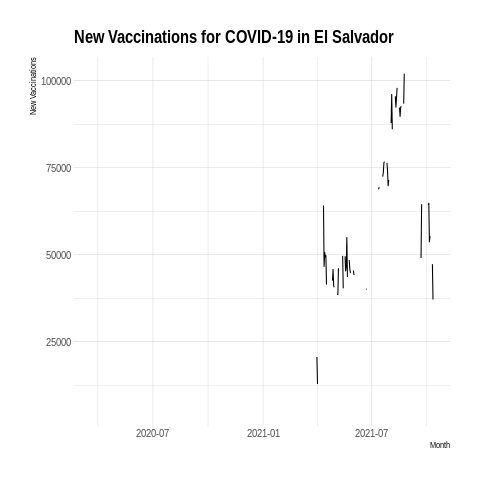 New Vaccinations for COVID-19 in El Salvador
New Vaccinations
100000
75000
50000
25000
2020-07
2021-01
2021-07
Month